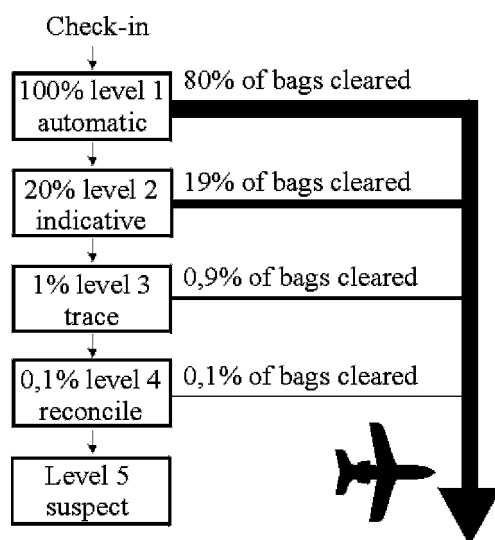 Check-in
100% level 1
automatic
80% of bags cleared
20% level 2
indicative
19% of bags cleared
1% level 3
trace
0,9% of bags cleared
0,1% level 4
reconcile
0,1% of bags cleared
Level 5
suspect